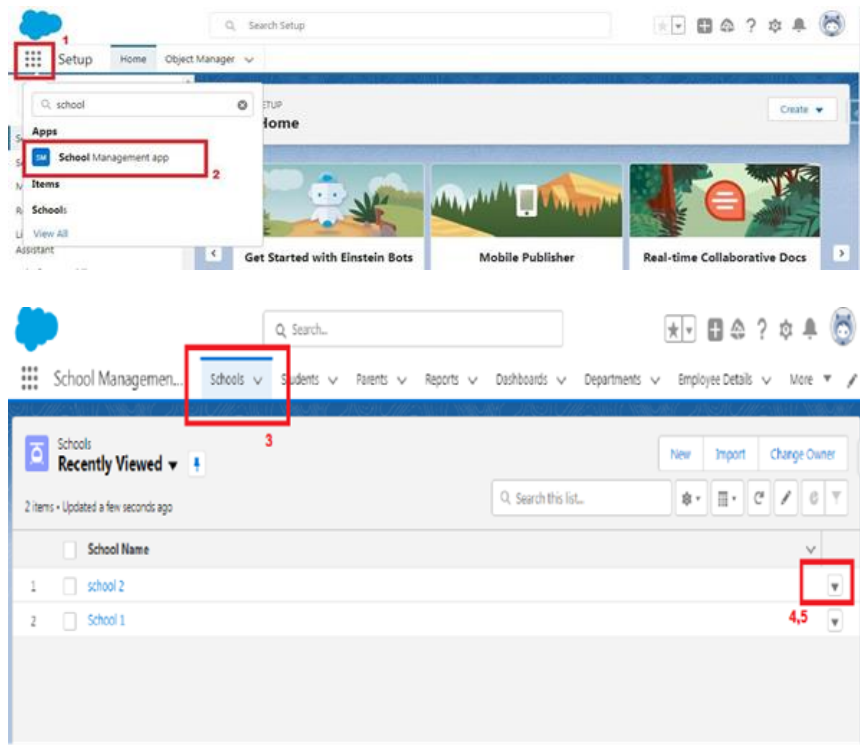 Search Setup
1
Setup Home Object Manager
school
SETUP
Home
Create
Apps
SM School Management app
2
Items
Schools
View All
Assistant
Get Started with Einstein Bots
Mobile Publisher
Real-time Collaborative Docs
Search...
School Managemen... Schools Students Parents Reports Dashboards Departments Employee Details More
3
Schools
Recently Viewed
New Import Change Owner
2 items • Updated a few seconds ago
Search this list...
School Name
1 school 2
2 School 1
4,5